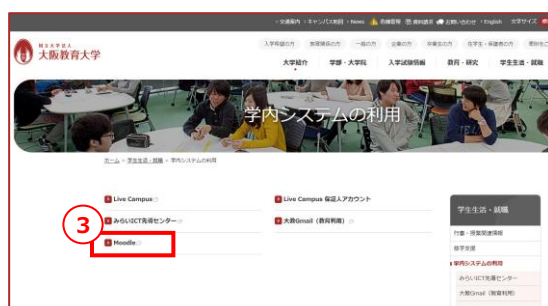 交通案内 キャンパス地図 News 危機管理 資料請求 お問い合わせ English 文字サイズ
国立大学法人
大阪教育大学
入学希望の方 教職関係の方 一般の方 企業の方 卒業生の方 在学生・保護者の方
大学紹介 学部・大学院 入学試験情報 教育・研究 学生生活・就職
学内システムの利用
ホーム > 学生生活・就職 > 学内システムの利用
Live Campus
Live Campus 保証人アカウント
みらいICT先導センター
大教Gmail（教育利用）
3
Moodle
学生生活・就職
行事・授業関連情報
修学支援
学内システムの利用
みらいICT先導センター
大教Gmail（教育利用）